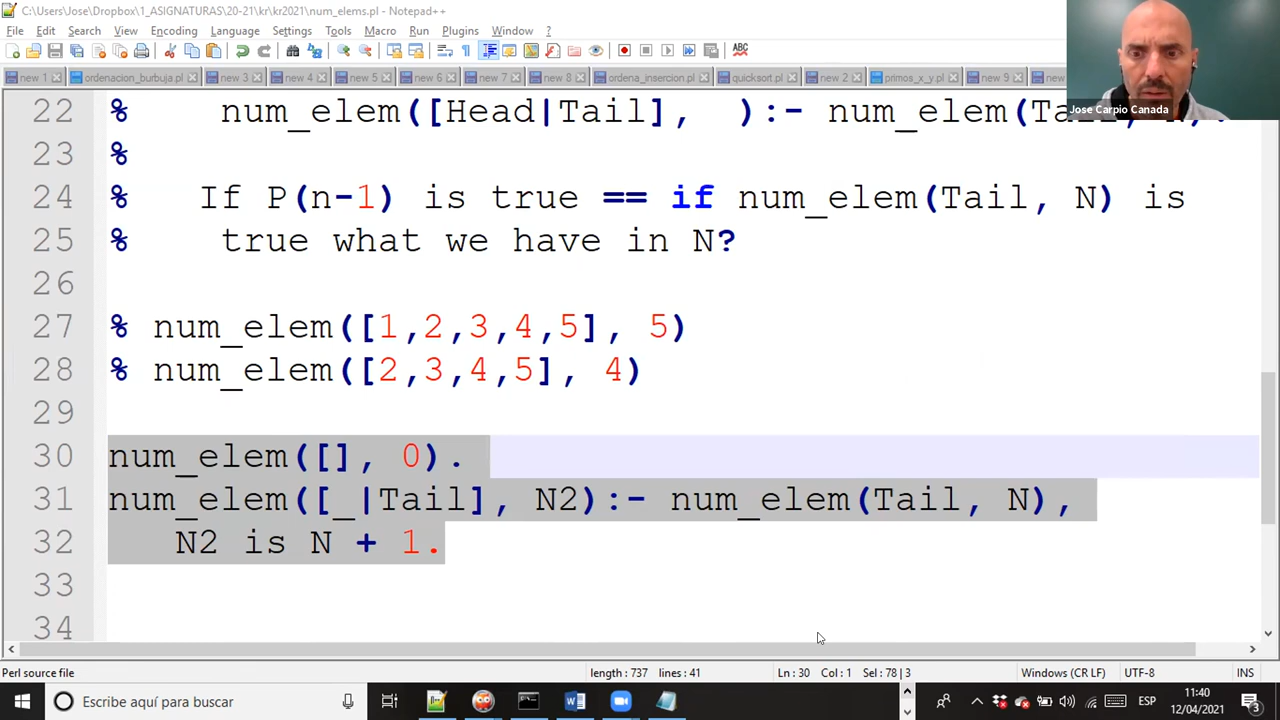 C:\Users\Jose\Dropbox\1_ASIGNATURAS\20-21\kr\kr2021\num_elems.pl - Notepad++
File Edit Search View Encoding Language Settings Tools Macro Run Plugins Window ?
new 1 ordenacion_burbuja.pl new 3 new 4 new 5 new 6 new 7 new 8 ordena_insercion.pl quicksort.pl new 2 primos_x_y.pl new 9 new
Jose Carpio Canada
22 % num_elem([Head|Tail], ):- num_elem(Tail, N).
23 %
24 % If P(n-1) is true == if num_elem(Tail, N) is
25 % true what we have in N?
26
27 % num_elem([1,2,3,4,5], 5)
28 % num_elem([2,3,4,5], 4)
29
30 num_elem([], 0).
31 num_elem([_|Tail], N2):- num_elem(Tail, N),
32 N2 is N + 1.
33
34
Perl source file length : 737 lines : 41 Ln : 30 Col : 1 Sel : 78 | 3 Windows (CR LF) UTF-8 INS
Escribe aquí para buscar ESP 11:40
12/04/2021 3